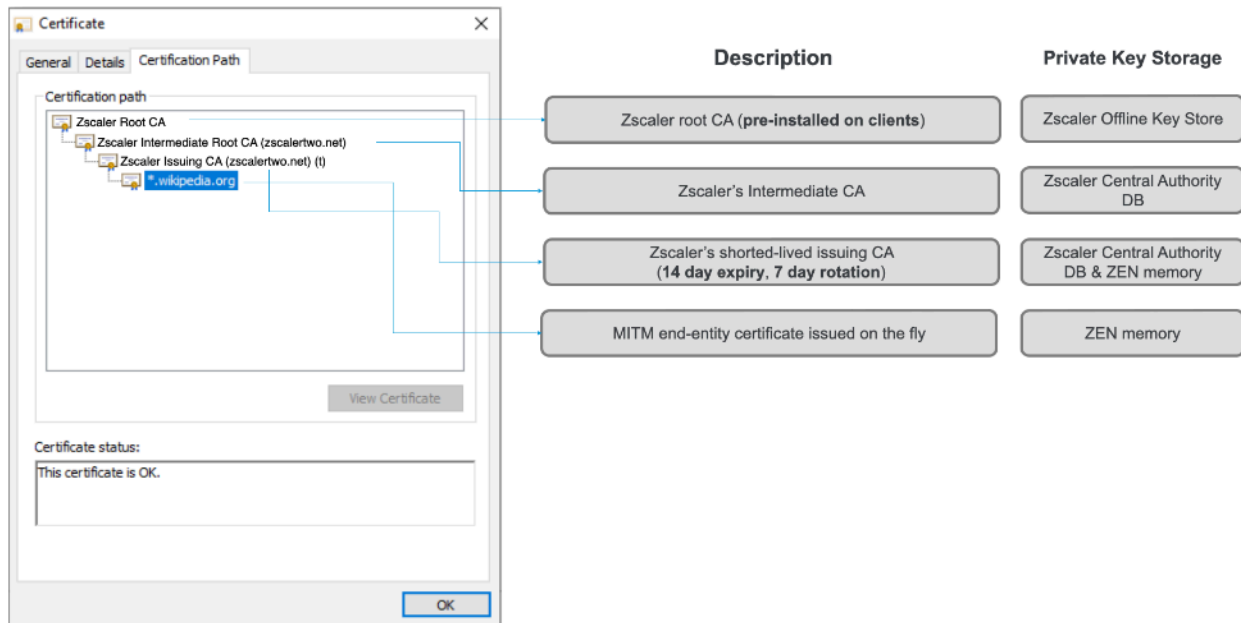 Certificate
General Details Certification Path
Certification path
Zscaler Root CA
Zscaler Intermediate Root CA (zscalertwo.net)
Zscaler Issuing CA (zscalertwo.net) (t)
*.wikipedia.org
View Certificate
Certificate status:
This certificate is OK.
OK
Description
Private Key Storage
Zscaler root CA (pre-installed on clients)
Zscaler Offline Key Store
Zscaler's Intermediate CA
Zscaler Central Authority
DB
Zscaler's shorted-lived issuing CA
(14 day expiry, 7 day rotation)
Zscaler Central Authority
DB & ZEN memory
MITM end-entity certificate issued on the fly
ZEN memory